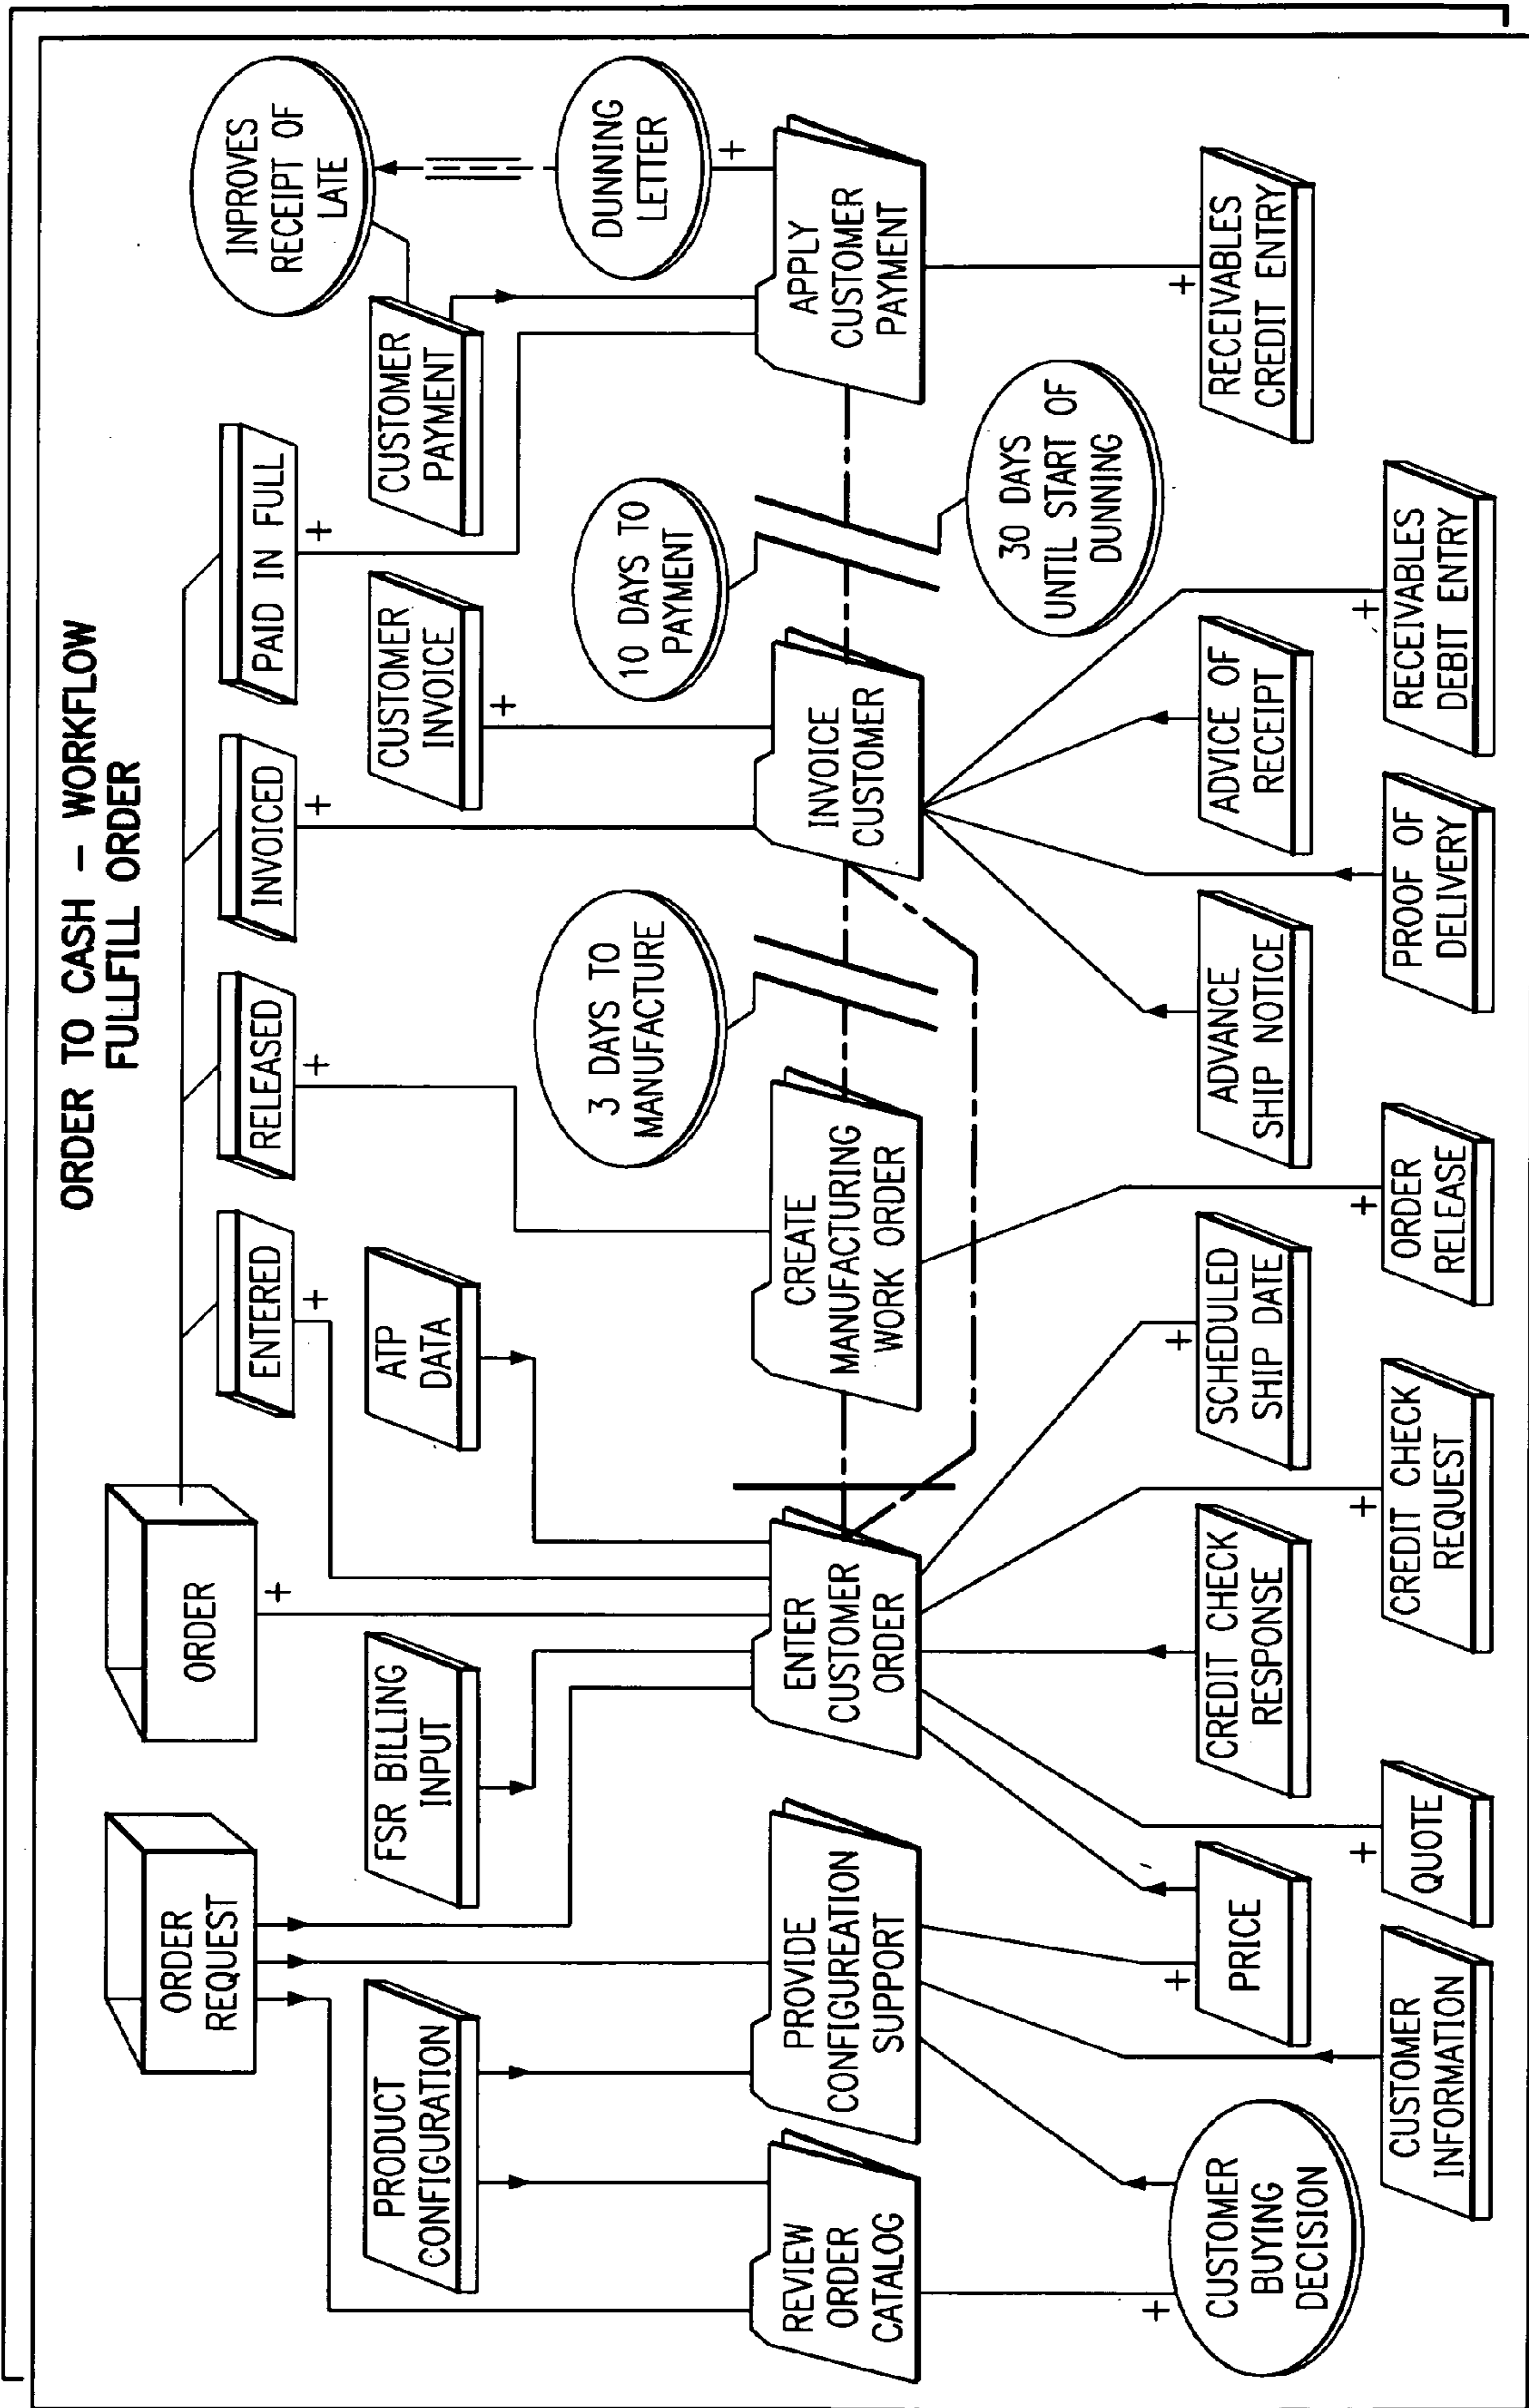 ORDER TO CASH – WORKFLOW
FULLFILL ORDER
ORDER
REQUEST
ORDER
ENTERED
RELEASED
INVOICED
PAID IN FULL
INPROVES
RECEIPT OF
LATE
PRODUCT
CONFIGURATION
FSR BILLING
INPUT
ATP
DATA
CUSTOMER
INVOICE
CUSTOMER
PAYMENT
3 DAYS TO
MANUFACTURE
10 DAYS TO
PAYMENT
DUNNING
LETTER
REVIEW
ORDER
CATALOG
PROVIDE
CONFIGUREATION
SUPPORT
ENTER
CUSTOMER
ORDER
CREATE
MANUFACTURING
WORK ORDER
INVOICE
CUSTOMER
APPLY
CUSTOMER
PAYMENT
30 DAYS
UNTIL START OF
DUNNING
CUSTOMER
BUYING
DECISION
PRICE
CREDIT CHECK
RESPONSE
SCHEDULED
SHIP DATE
ADVANCE
SHIP NOTICE
ADVICE OF
RECEIPT
RECEIVABLES
CREDIT ENTRY
CUSTOMER
INFORMATION
QUOTE
CREDIT CHECK
REQUEST
ORDER
RELEASE
PROOF OF
DELIVERY
RECEIVABLES
DEBIT ENTRY